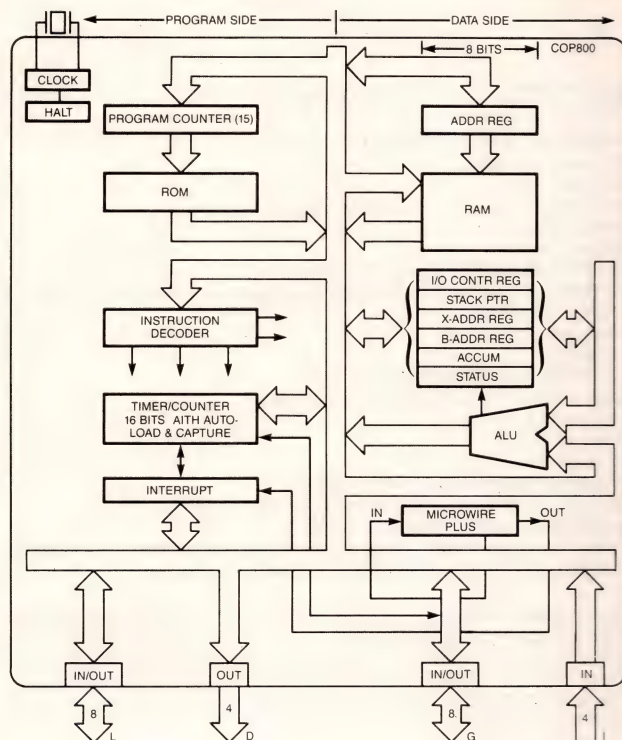 PROGRAM SIDE
DATA SIDE
8 BITS
COP800
CLOCK
HALT
PROGRAM COUNTER (15)
ADDR REG
ROM
RAM
I/O CONTR REG
STACK PTR
X-ADDR REG
B-ADDR REG
ACCUM
STATUS
INSTRUCTION
DECODER
TIMER/COUNTER
16 BITS AITH AUTO-
LOAD & CAPTURE
ALU
INTERRUPT
IN
MICROWIRE
PLUS
OUT
IN/OUT
OUT
IN/OUT
IN
8
L
4
D
8
G
4
I